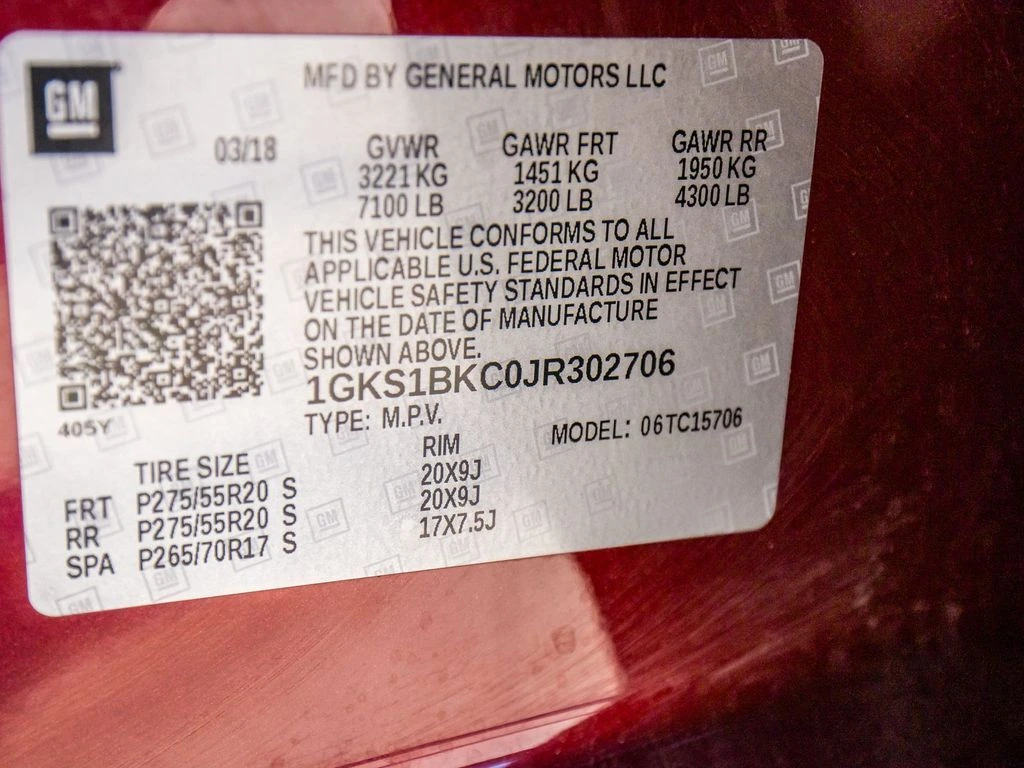 GM
MFD BY GENERAL MOTORS LLC
03/18 GVWR GAWR FRT GAWR RR
3221 KG 1451 KG 1950 KG
7100 LB 3200 LB 4300 LB
THIS VEHICLE CONFORMS TO ALL
APPLICABLE U.S. FEDERAL MOTOR
VEHICLE SAFETY STANDARDS IN EFFECT
ON THE DATE OF MANUFACTURE
SHOWN ABOVE.
1GKS1BKC0JR302706
405Y
TYPE: M.P.V. MODEL: 06TC15706
TIRE SIZE RIM
FRT P275/55R20 S 20X9J
RR P275/55R20 S 20X9J
SPA P265/70R17 S 17X7.5J